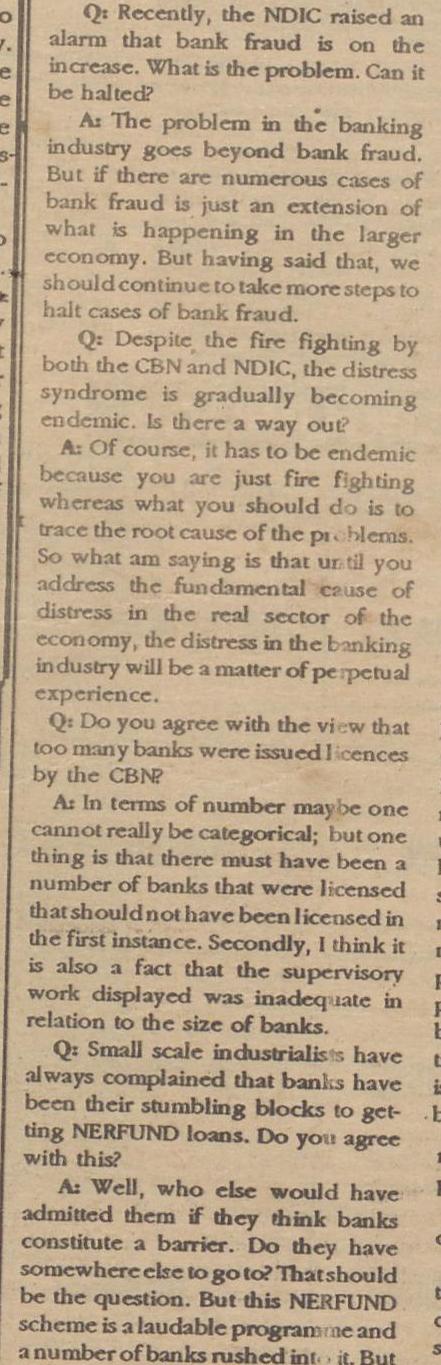 Q: Recently, the NDIC raised an
alarm that bank fraud is on the
increase. What is the problem. Can it
be halted?
A: The problem in the banking
industry goes beyond bank fraud.
But if there are numerous cases of
bank fraud is just an extension of
what is happening in the larger
economy. But having said that, we
should continue to take more steps to
halt cases of bank fraud.
Q: Despite the fire fighting by
both the CBN and NDIC, the distress
syndrome is gradually becoming
endemic. Is there a way out?
A: Of course, it has to be endemic
because you are just fire fighting
whereas what you should do is to
trace the root cause of the problems.
So what am saying is that until you
address the fundamental cause of
distress in the real sector of the
economy, the distress in the banking
industry will be a matter of perpetual
experience.
Q: Do you agree with the view that
too many banks were issued licences
by the CBN?
A: In terms of number maybe one
cannot really be categorical; but one
thing is that there must have been a
number of banks that were licensed
that should not have been licensed in
the first instance. Secondly, I think it
is also a fact that the supervisory
work displayed was inadequate in
relation to the size of banks.
Q: Small scale industrialists have
always complained that banks have
been their stumbling blocks to get-
ting NERFUND loans. Do you agree
with this?
A: Well, who else would have
admitted them if they think banks
constitute a barrier. Do they have
somewhere else to go to? That should
be the question. But this NERFUND
scheme is a laudable programme and
a number of banks rushed into it. But